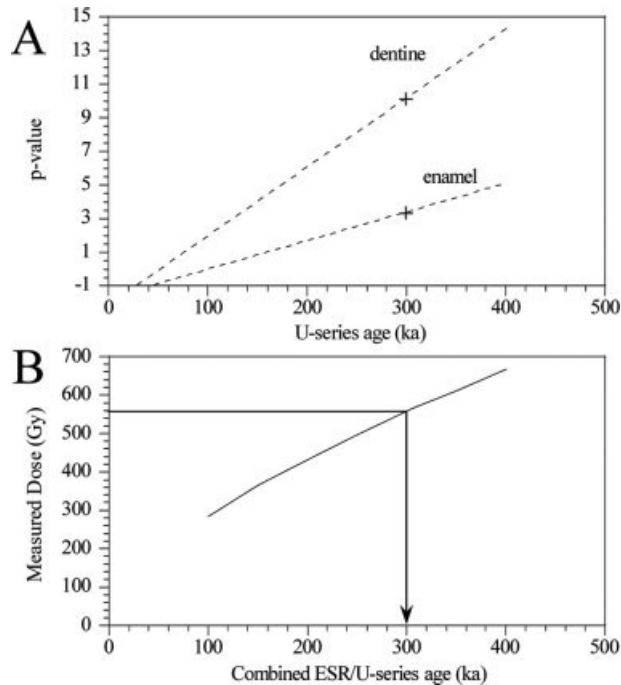 A
15
13
11
9
7
5
3
1
-1
p-value
dentine
enamel
0 100 200 300 400 500
U-series age (ka)
B
700
600
500
400
300
200
100
0
Measured Dose (Gy)
0 100 200 300 400 500
Combined ESR/U-series age (ka)